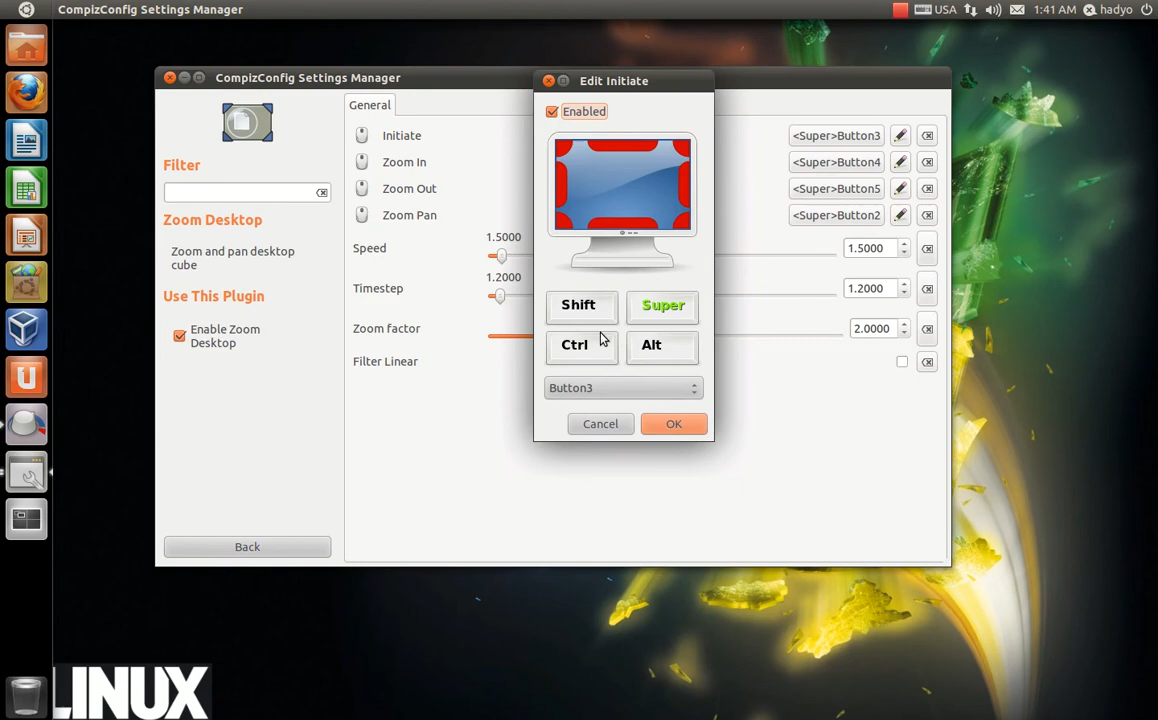 CompizConfig Settings Manager
USA
1:41 AM
hadyo
CompizConfig Settings Manager
Edit Initiate
General
Enabled
Filter
Initiate
<Super>Button3
Zoom In
<Super>Button4
Zoom Out
<Super>Button5
Zoom Desktop
Zoom Pan
<Super>Button2
Zoom and pan desktop
cube
Speed
1.5000
1.5000
Use This Plugin
Timestep
1.2000
1.2000
Enable Zoom
Desktop
Zoom factor
2.0000
Filter Linear
Shift
Super
Ctrl
Alt
Button3
Cancel
OK
Back
LINUX